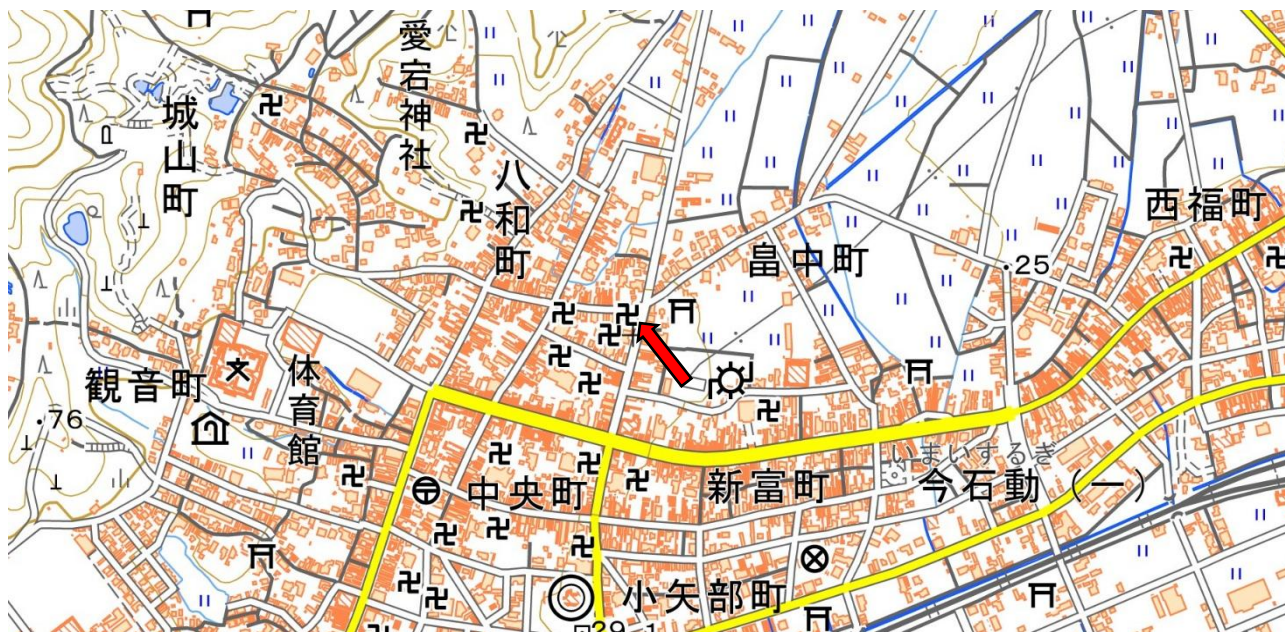 愛宕神社
城山町
八和町
西福町
畠中町
.25
観音町
体育館
.76
いまいするぎ
中央町
新富町
今石動(一)
小矢部町
29.1